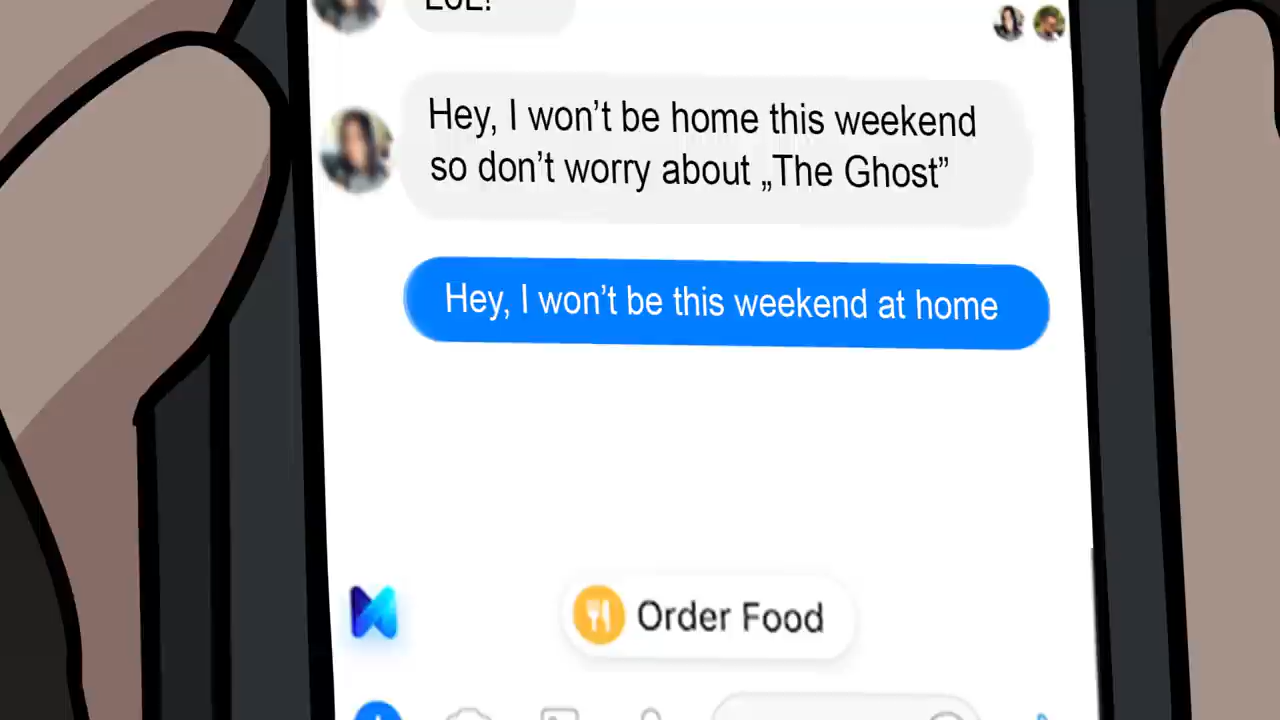 LOL!
Hey, I won’t be home this weekend
so don’t worry about „The Ghost”
Hey, I won’t be this weekend at home
Order Food